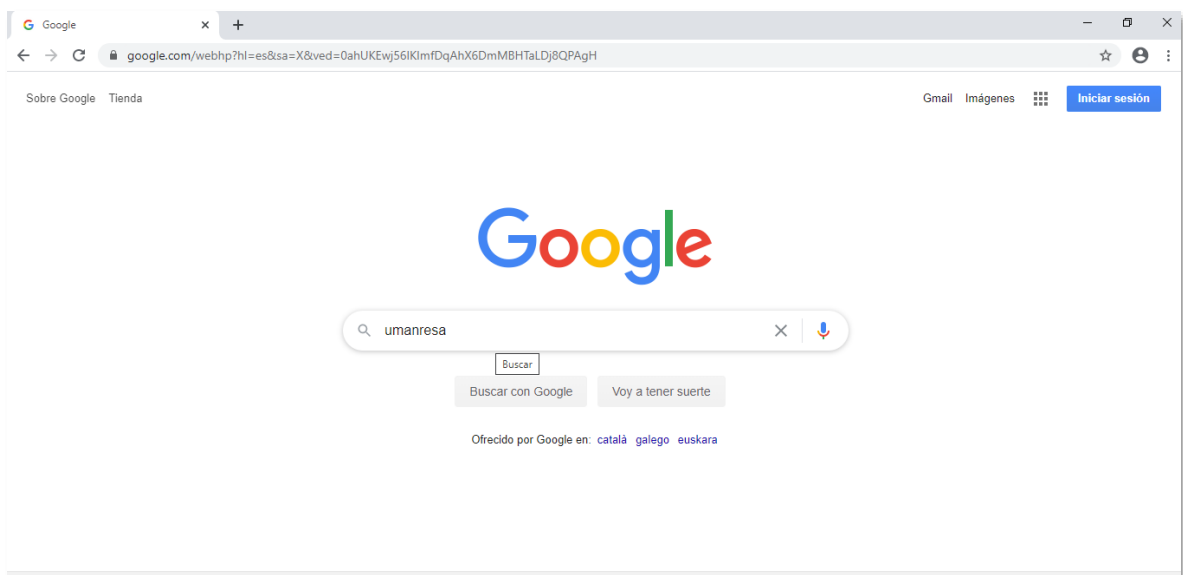 Google
google.com/webhp?hl=es&sa=X&ved=0ahUKEwj56IKImfDqAhX6DmMBHTaLDj8QPAgH
Sobre Google Tienda Gmail Imágenes Iniciar sesión
Google
umanresa
Buscar
Buscar con Google Voy a tener suerte
Ofrecido por Google en: català galego euskara